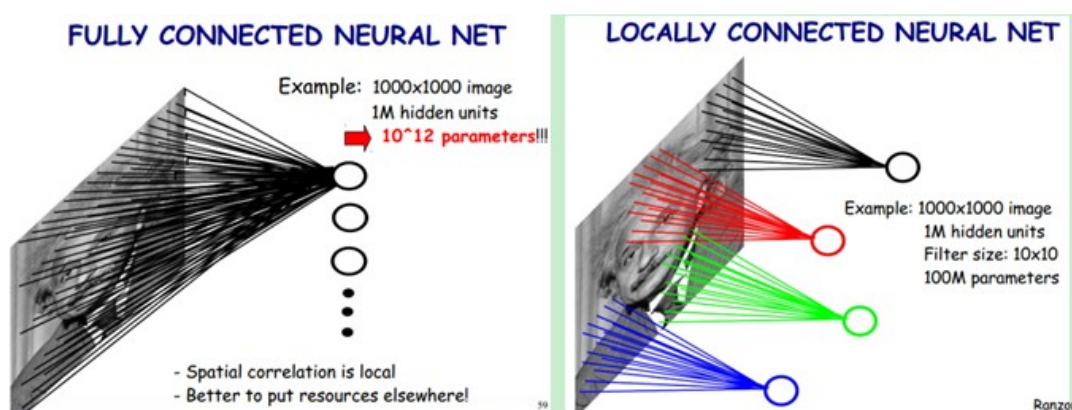 FULLY CONNECTED NEURAL NET
Example: 1000x1000 image
1M hidden units
10^12 parameters!!!
- Spatial correlation is local
- Better to put resources elsewhere!
59
LOCALLY CONNECTED NEURAL NET
Example: 1000x1000 image
1M hidden units
Filter size: 10x10
100M parameters